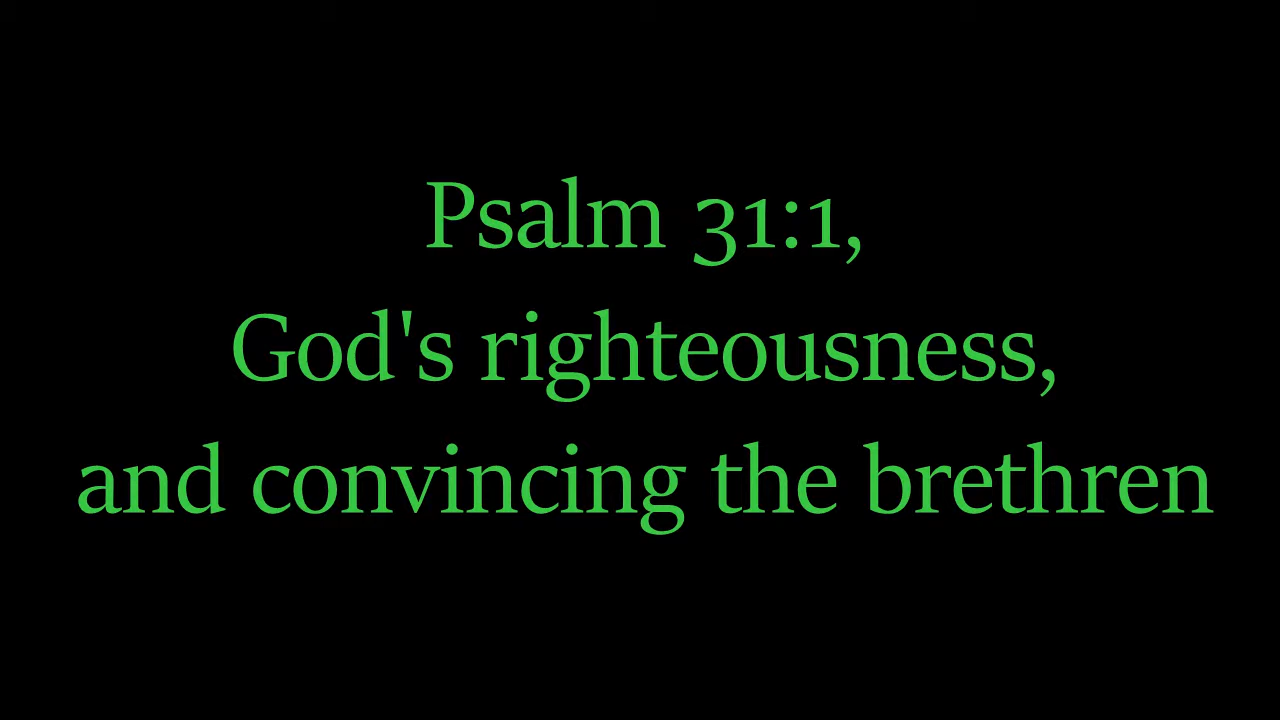 Psalm 31:1,
God's righteousness,
and convincing the brethren